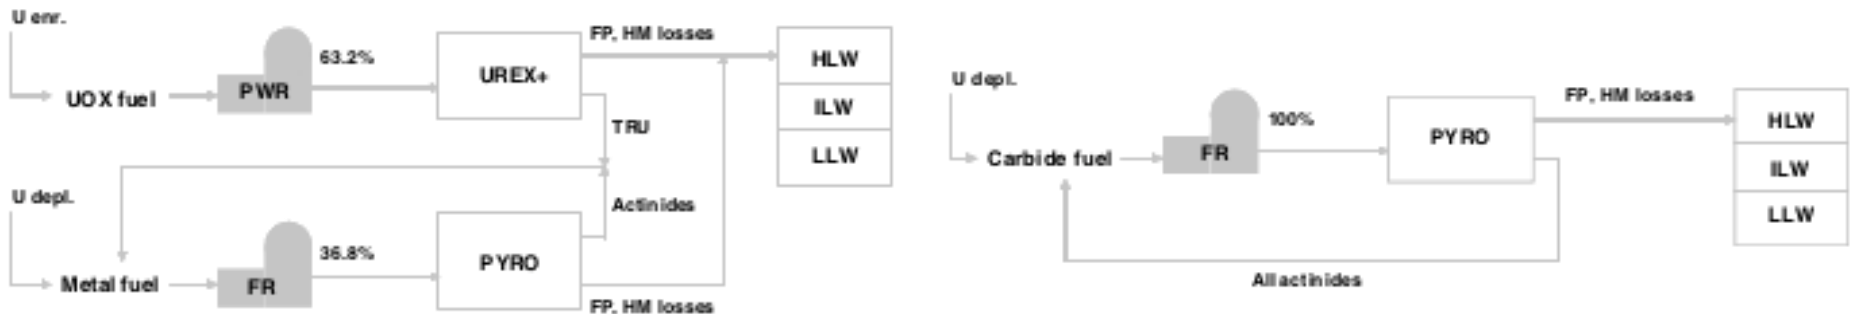 U enr.
UOX fuel
PWR
63.2%
UREX+
FP, HM losses
HLW
ILW
LLW
TRU
U depl.
Metal fuel
FR
36.8%
PYRO
Actinides
FP, HM losses
U depl.
Carbide fuel
FR
100%
PYRO
FP, HM losses
HLW
ILW
LLW
All actinides